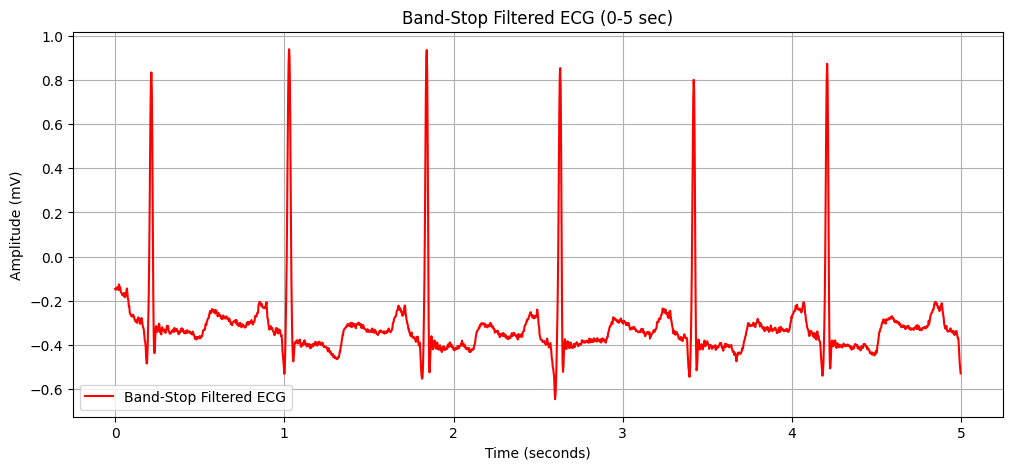 Band-Stop Filtered ECG (0-5 sec)
Amplitude (mV)
1.0
0.8
0.6
0.4
0.2
0.0
−0.2
−0.4
−0.6
Band-Stop Filtered ECG
0 1 2 3 4 5
Time (seconds)